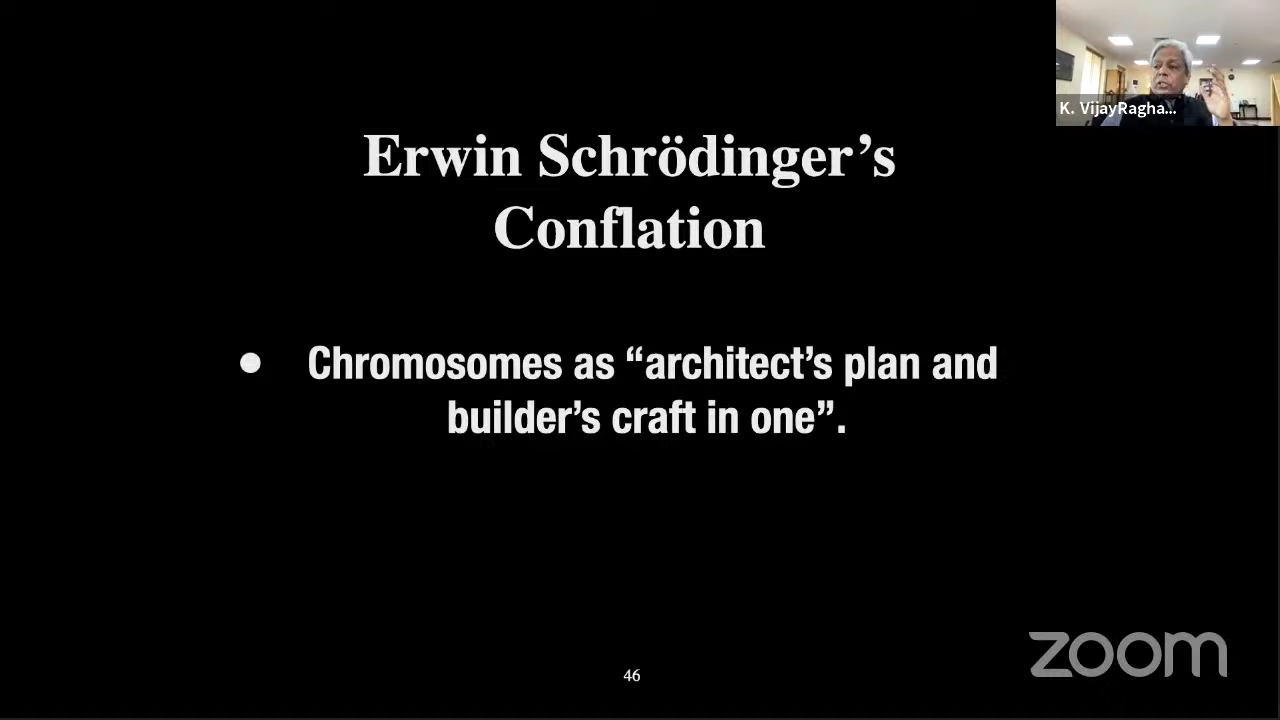 K. VijayRagha...
Erwin Schrödinger’s
Conflation
● Chromosomes as “architect’s plan and
builder’s craft in one”.
zoom
46